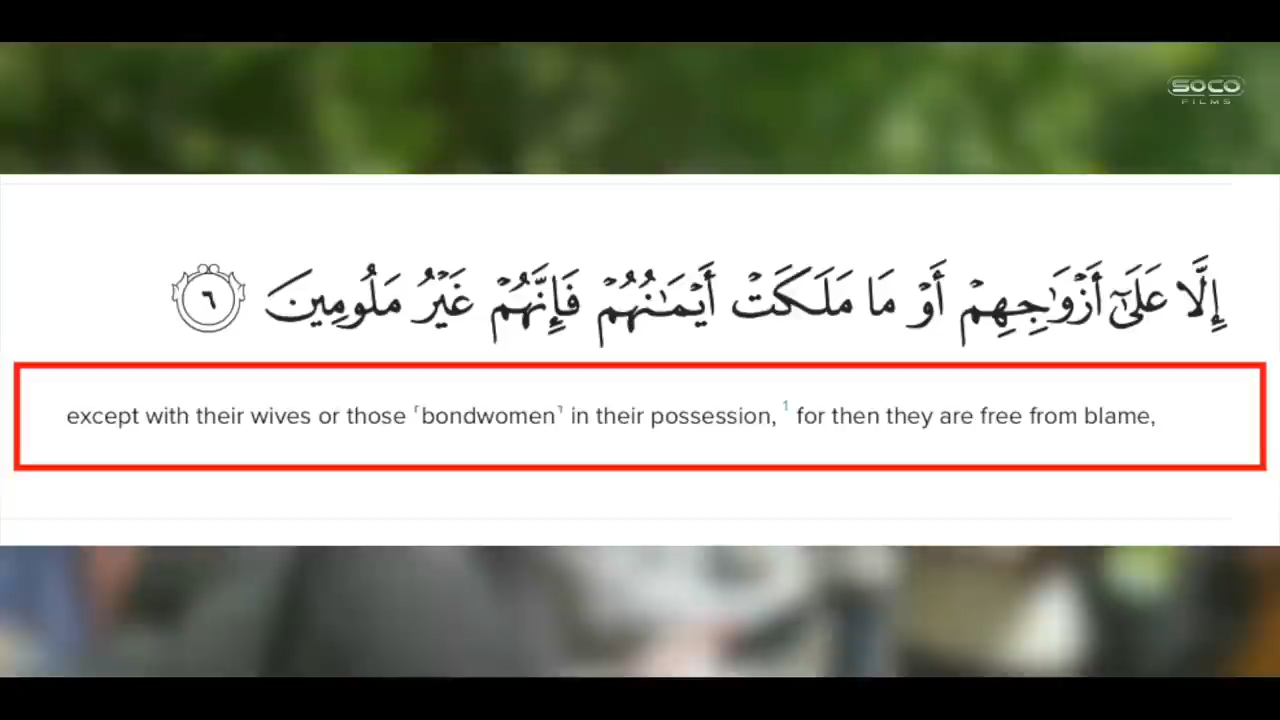 SOCO
FILMS
إِلَّا عَلَىٰٓ أَزْوَٰجِهِمْ أَوْ مَا مَلَكَتْ أَيْمَـٰنُهُمْ فَإِنَّهُمْ غَيْرُ مَلُومِينَ ٦
except with their wives or those ˹bondwomen˺ in their possession, ¹ for then they are free from blame,